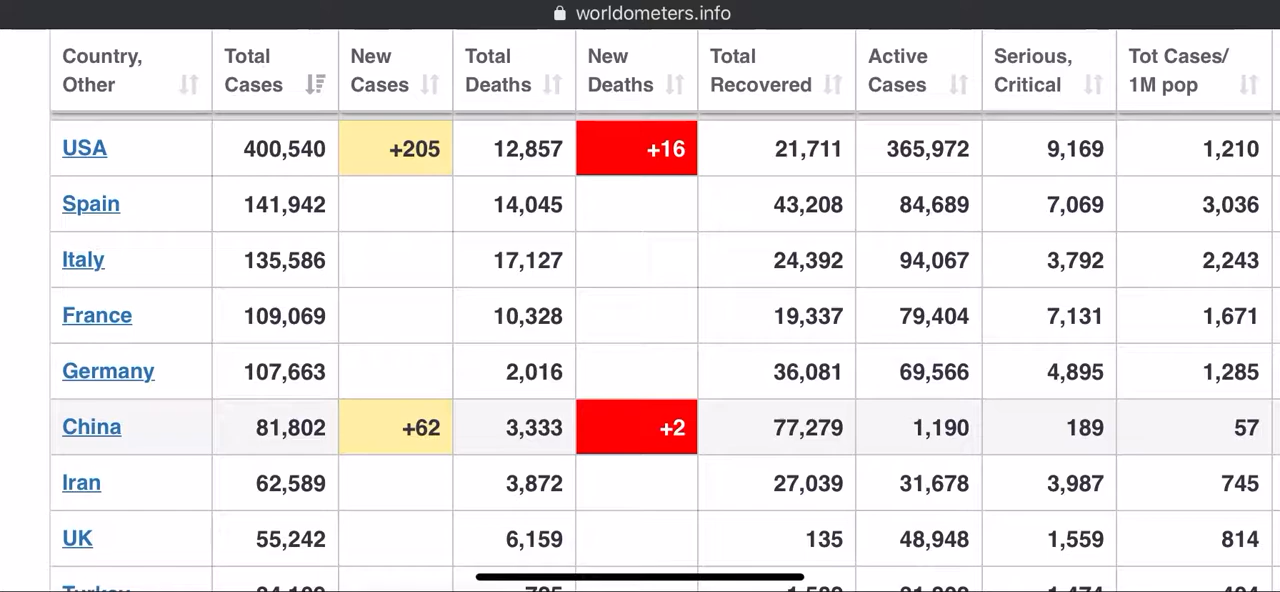 worldometers.info
Country, Other Total Cases New Cases Total Deaths New Deaths Total Recovered Active Cases Serious, Critical Tot Cases/ 1M pop
USA 400,540 +205 12,857 +16 21,711 365,972 9,169 1,210
Spain 141,942 14,045 43,208 84,689 7,069 3,036
Italy 135,586 17,127 24,392 94,067 3,792 2,243
France 109,069 10,328 19,337 79,404 7,131 1,671
Germany 107,663 2,016 36,081 69,566 4,895 1,285
China 81,802 +62 3,333 +2 77,279 1,190 189 57
Iran 62,589 3,872 27,039 31,678 3,987 745
UK 55,242 6,159 135 48,948 1,559 814